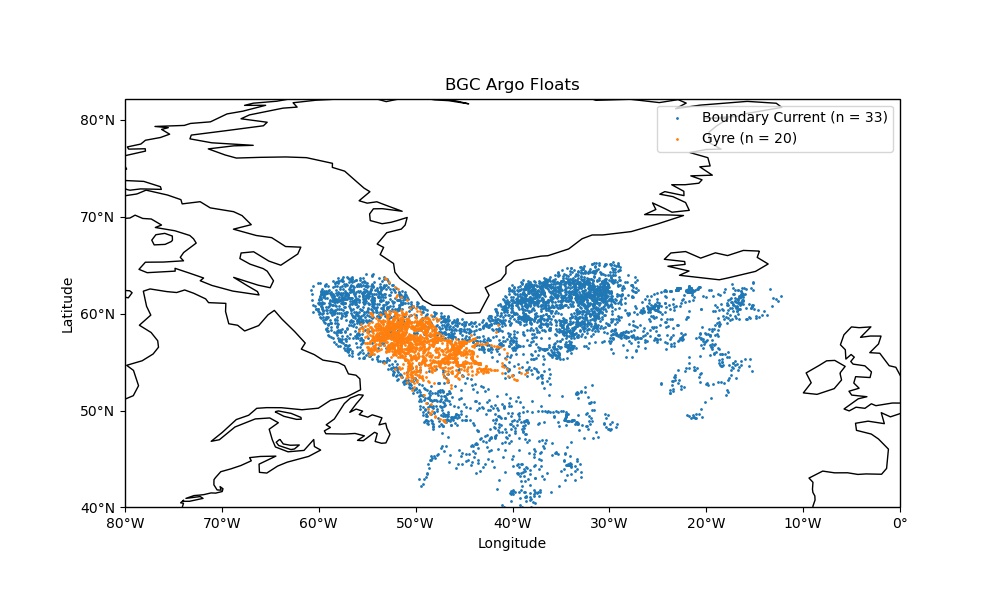 BGC Argo Floats
Boundary Current (n = 33)
Gyre (n = 20)
80°N
70°N
60°N
50°N
40°N
Latitude
80°W
70°W
60°W
50°W
40°W
30°W
20°W
10°W
0°
Longitude